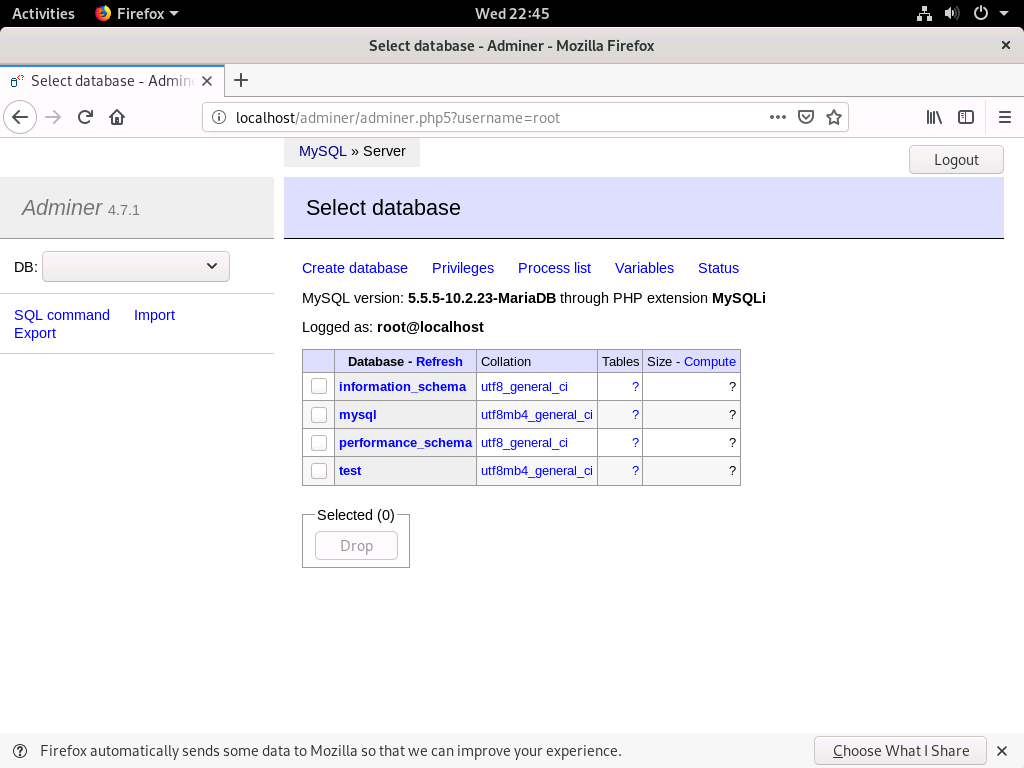 Activities Firefox Wed 22:45
Select database - Adminer - Mozilla Firefox
Select database - Admin
localhost/adminer/adminer.php5?username=root
MySQL » Server
Logout
Adminer 4.7.1
Select database
DB:
SQL command Import
Export
Create database Privileges Process list Variables Status
MySQL version: 5.5.5-10.2.23-MariaDB through PHP extension MySQLi
Logged as: root@localhost
Database - Refresh Collation Tables Size - Compute
information_schema utf8_general_ci ? ?
mysql utf8mb4_general_ci ? ?
performance_schema utf8_general_ci ? ?
test utf8mb4_general_ci ? ?
Selected (0)
Drop
Firefox automatically sends some data to Mozilla so that we can improve your experience. Choose What I Share